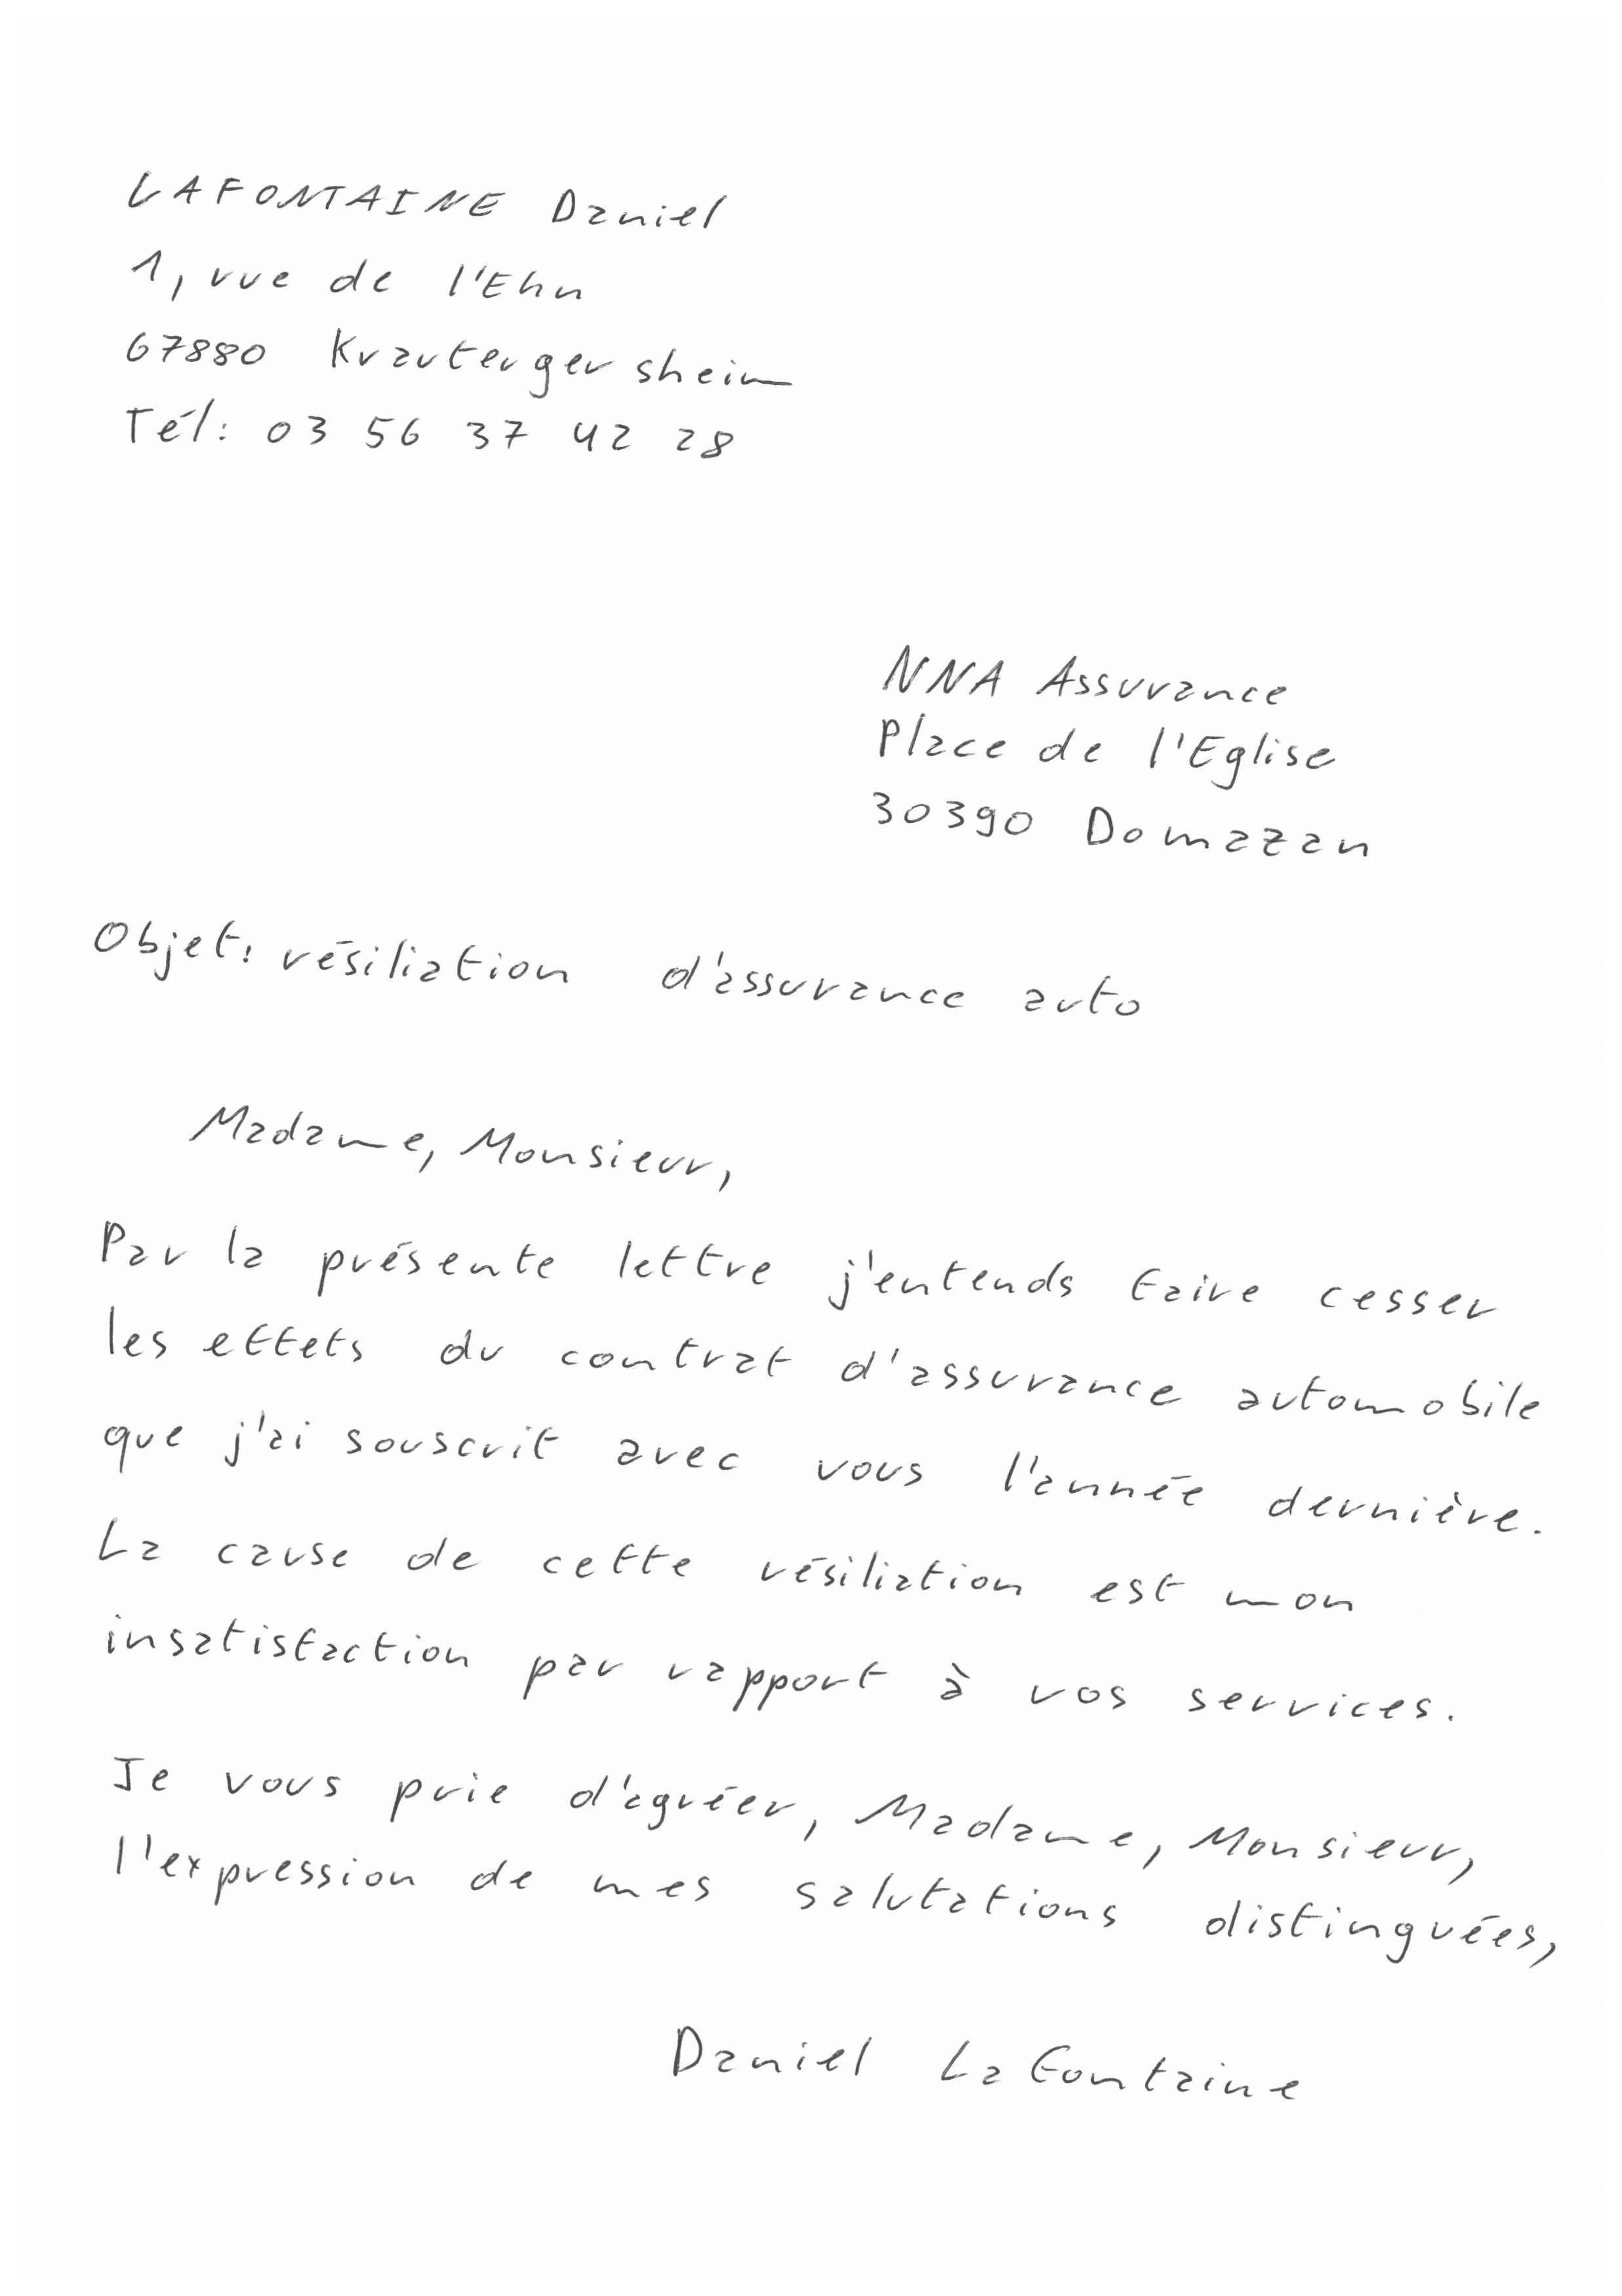 LAFONTAINE Daniel
1, rue de l'Ehn
67880 Krautergersheim
Tél: 03 56 37 42 28
NNA Assurance
Place de l'Eglise
30390 Domazan
Objet: résiliation d'assurance auto
Madame, Monsieur,
Par la présente lettre j'entends faire cesser
les effets du contrat d'assurance automobile
que j'ai souscrit avec vous l'année dernière.
La cause de cette résiliation est mon
insatisfaction par rapport à vos services.
Je vous prie d'agréer, Madame, Monsieur,
l'expression de mes salutations distinguées,
Daniel Lafontaine